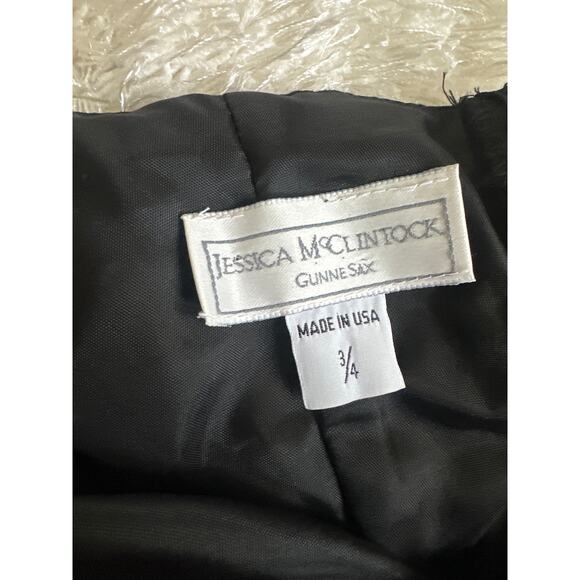 JESSICA McCLINTOCK
GUNNE SAX
MADE IN USA
3/4